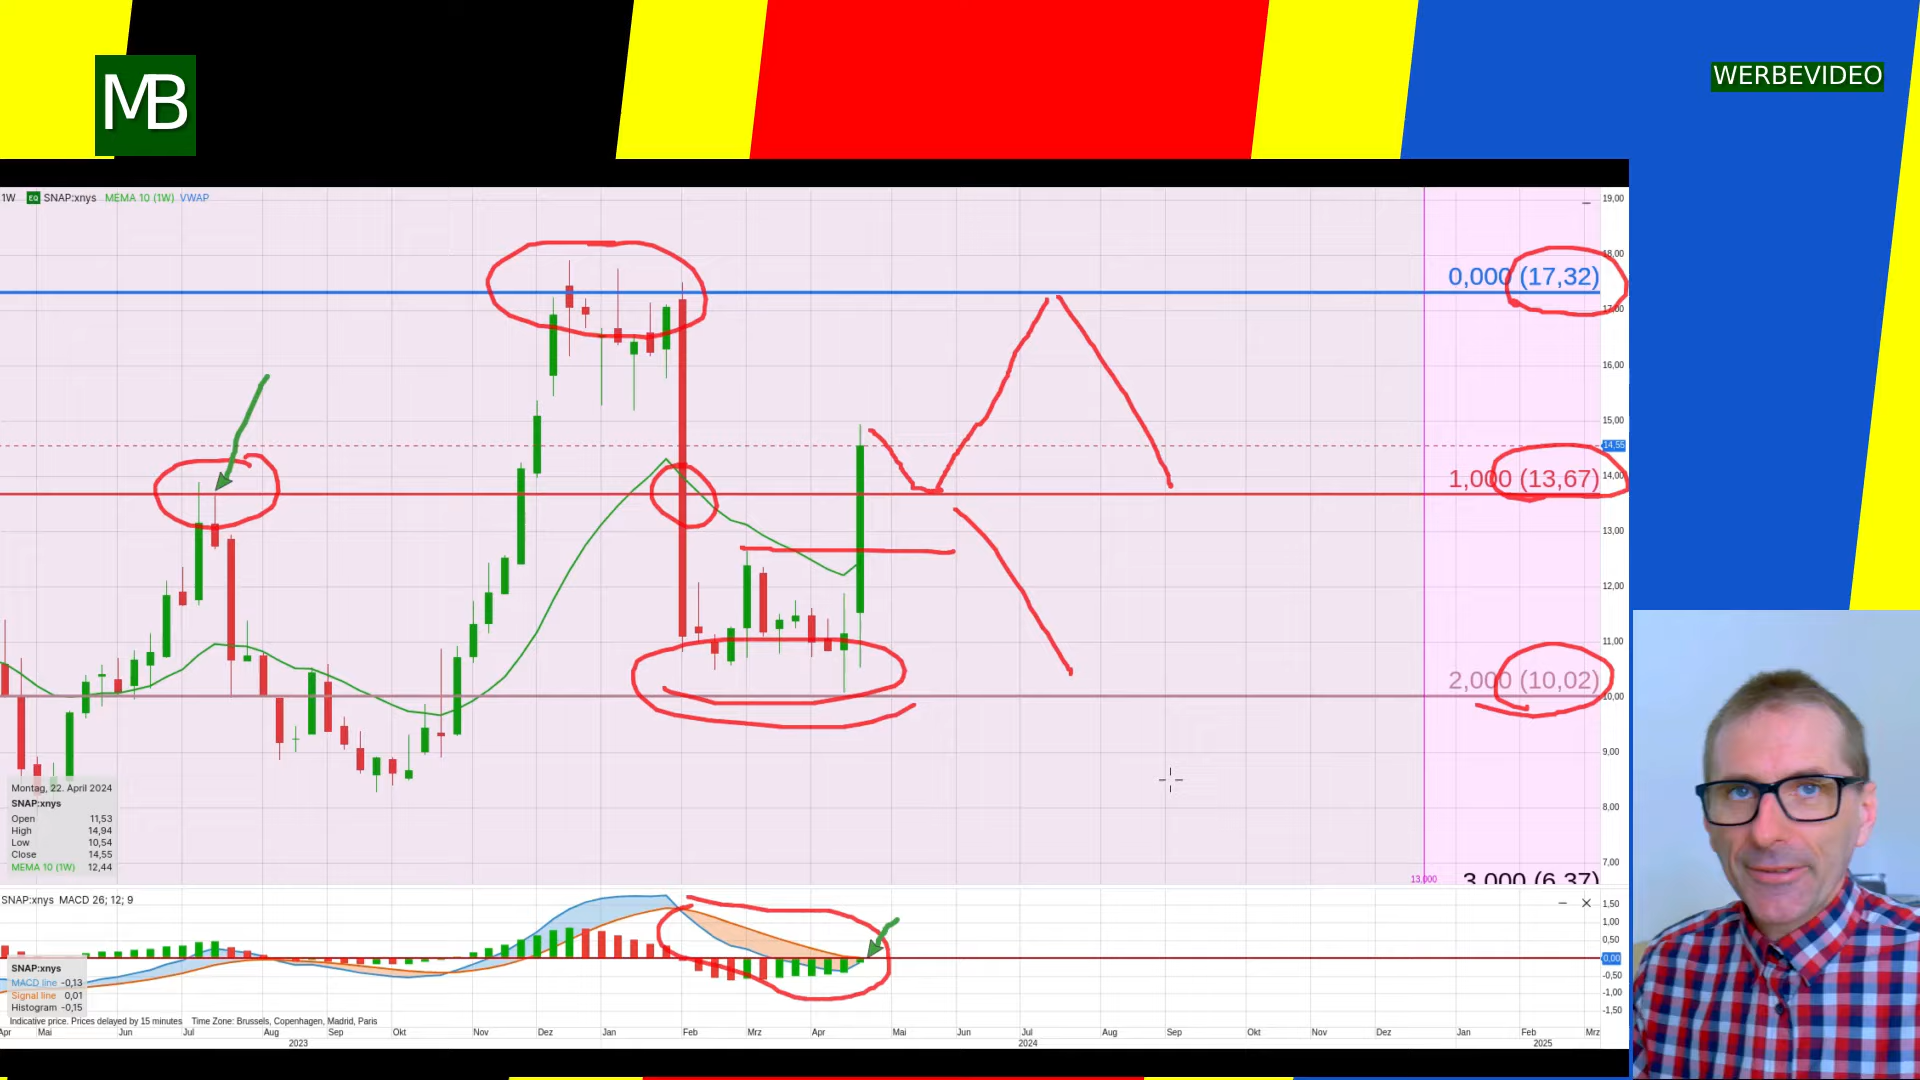 MB
WERBEVIDEO
1W EQ SNAP:xnys MEMA 10 (1W) VWAP
19,00
18,00
0,000 (17,32)
17,00
16,00
15,00
14,55
14,00
1,000 (13,67)
13,00
12,00
11,00
2,000 (10,02)
10,00
9,00
8,00
7,00
13,000
3,000 (6,37)
Montag, 22. April 2024
SNAP:xnys
Open 11,53
High 14,94
Low 10,54
Close 14,55
MEMA 10 (1W) 12,44
SNAP:xnys MACD 26; 12; 9
1,50
1,00
0,50
0,00
-0,50
-1,00
-1,50
SNAP:xnys
MACD line -0,13
Signal line 0,01
Histogram -0,15
Indicative price. Prices delayed by 15 minutes Time Zone: Brussels, Copenhagen, Madrid, Paris
Apr Mai Jun Jul Aug Sep Okt Nov Dez Jan Feb Mrz Apr Mai Jun Jul Aug Sep Okt Nov Dez Jan Feb Mrz
2023 2024 2025